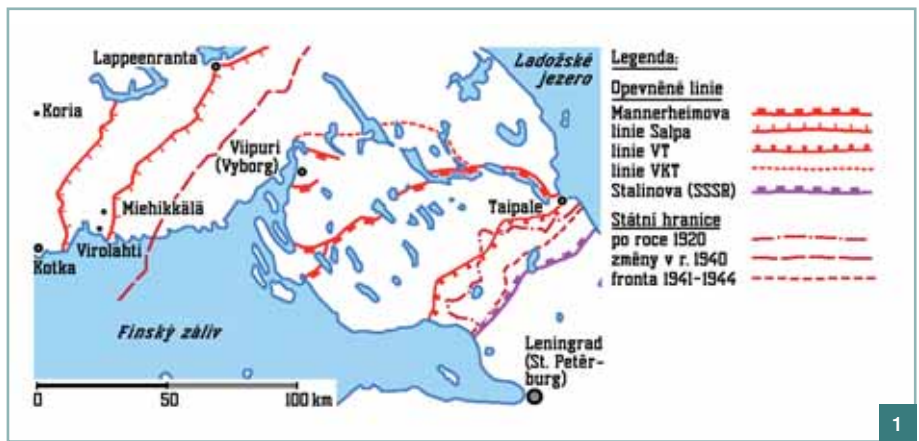 Lappeenranta
Koria
Viipuri
(Vyborg)
Miehikkälä
Virolahti
Kotka
Taipale
Ladožské
jezero
Finský záliv
Leningrad
(St. Petěr-
burg)
0 50 100 km
Legenda:
Opevněné linie
Mannerheimova
linie Salpa
linie VT
linie VKT
Stalinova (SSSR)
Státní hranice
po roce 1920
změny v r. 1940
fronta 1941-1944
1